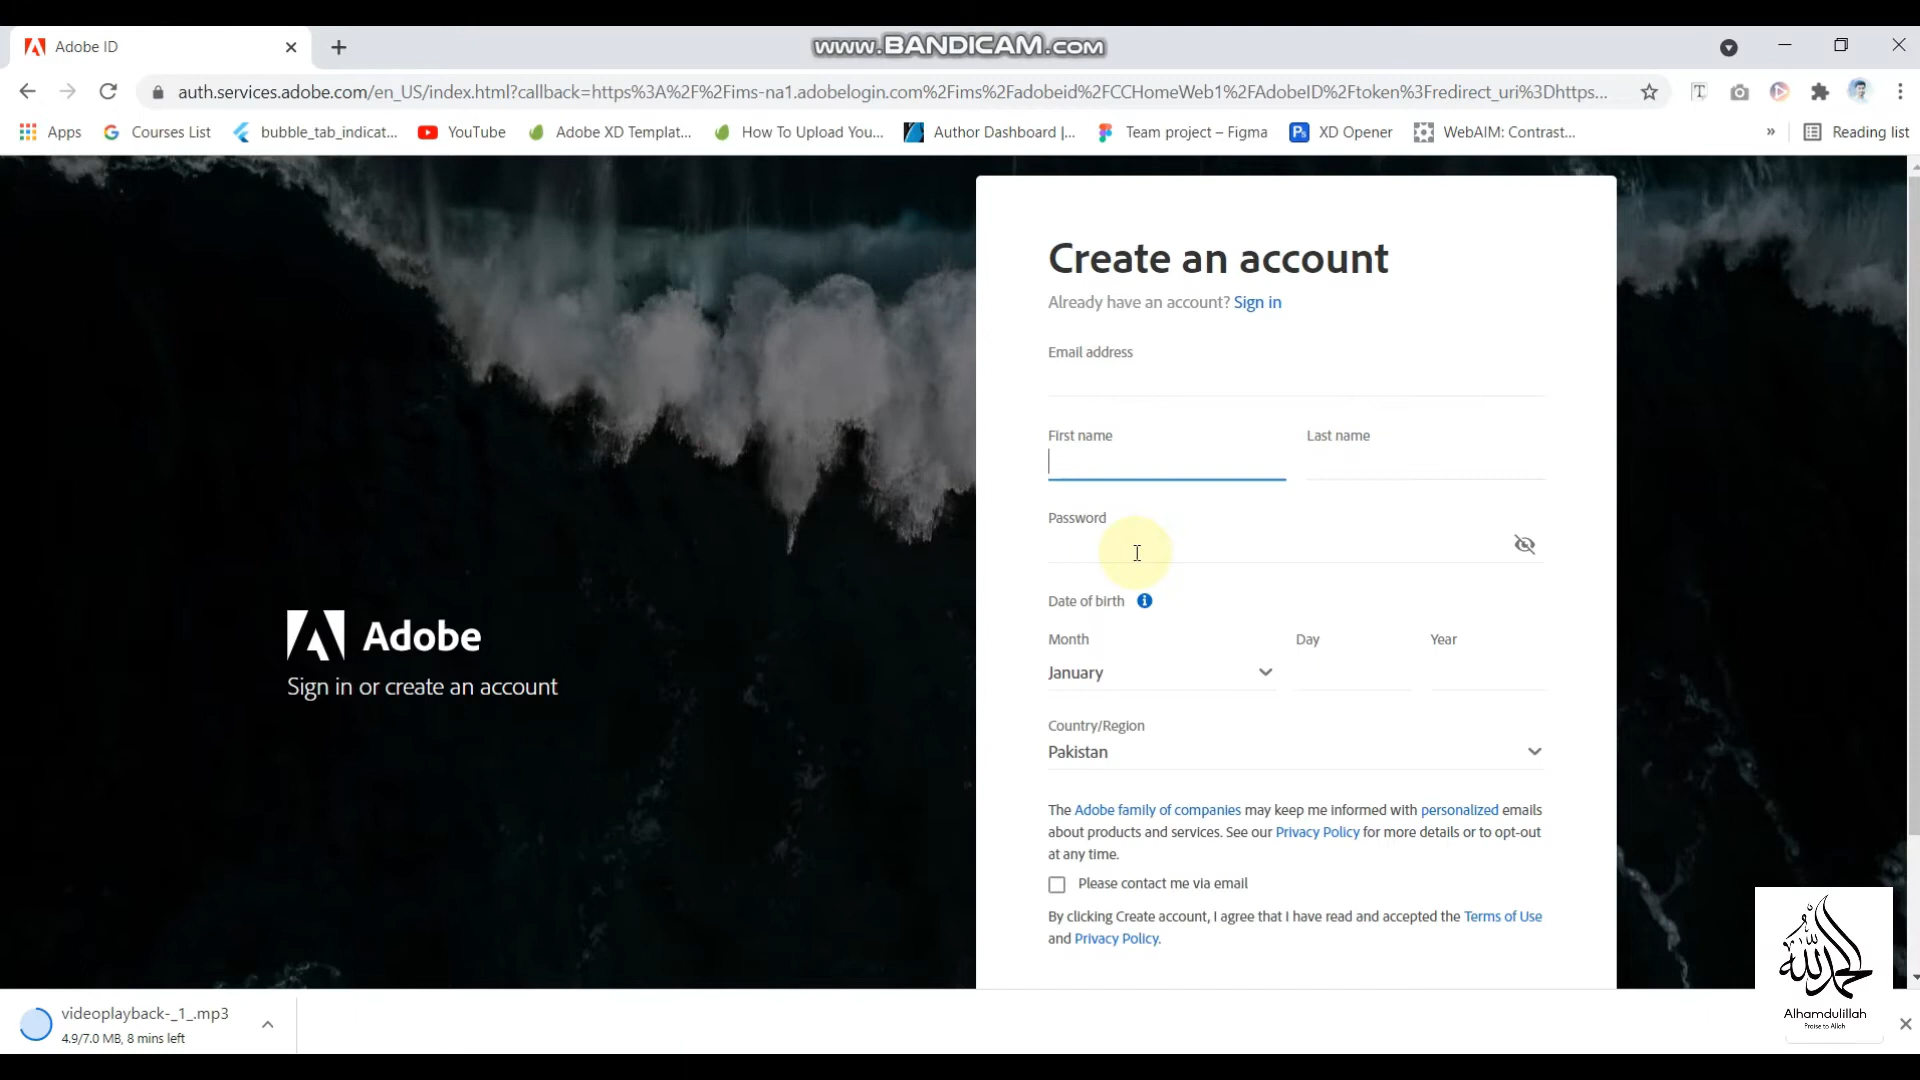 Adobe ID
www.BANDICAM.com
auth.services.adobe.com/en_US/index.html?callback=https%3A%2F%2Fims-na1.adobelogin.com%2Fims%2Fadobeid%2FCCHomeWeb1%2FAdobeID%2Ftoken%3Fredirect_uri%3Dhttps...
Apps Courses List bubble_tab_indicat... YouTube Adobe XD Templat... How To Upload You... Author Dashboard |... Team project – Figma XD Opener WebAIM: Contrast... » Reading list
Create an account
Already have an account? Sign in
Email address
First name Last name
Password
Date of birth
Month Day Year
January
Country/Region
Pakistan
The Adobe family of companies may keep me informed with personalized emails
about products and services. See our Privacy Policy for more details or to opt-out
at any time.
Please contact me via email
By clicking Create account, I agree that I have read and accepted the Terms of Use
and Privacy Policy.
Adobe
Sign in or create an account
الحمد لله
Alhamdulillah
Praise to Allah
videoplayback-_1_.mp3
4.9/7.0 MB, 8 mins left